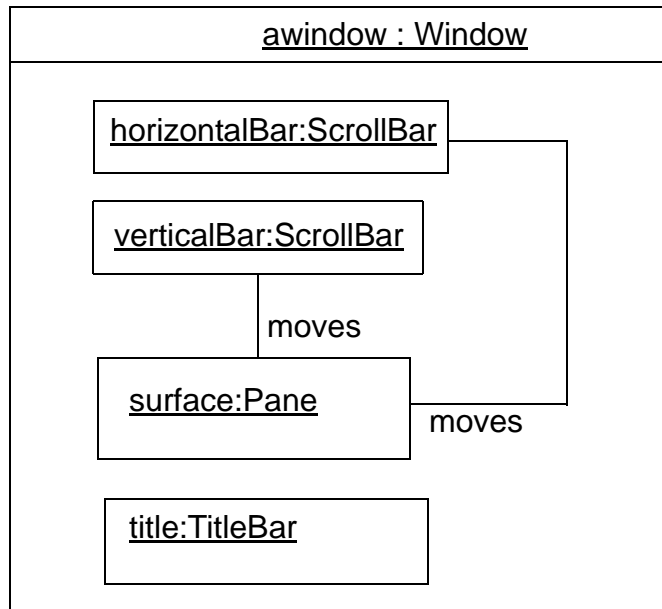 awindow : Window
horizontalBar:ScrollBar
verticalBar:ScrollBar
moves
surface:Pane
moves
title:TitleBar